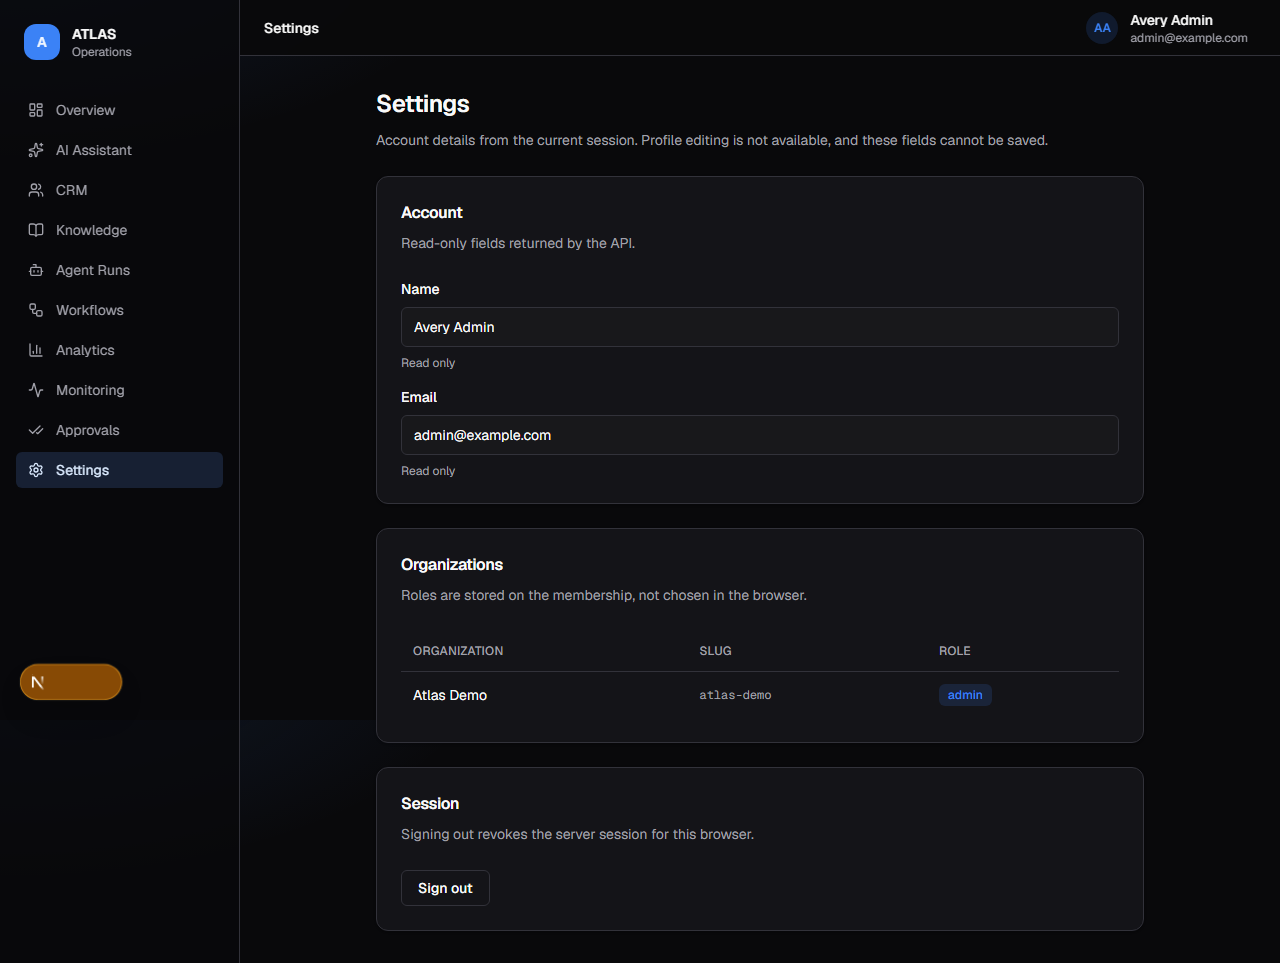 A
ATLAS
Operations
Overview
AI Assistant
CRM
Knowledge
Agent Runs
Workflows
Analytics
Monitoring
Approvals
Settings
N
Settings
AA
Avery Admin
admin@example.com
Settings
Account details from the current session. Profile editing is not available, and these fields cannot be saved.
Account
Read-only fields returned by the API.
Name
Avery Admin
Read only
Email
admin@example.com
Read only
Organizations
Roles are stored on the membership, not chosen in the browser.
ORGANIZATION SLUG ROLE
Atlas Demo atlas-demo admin
Session
Signing out revokes the server session for this browser.
Sign out